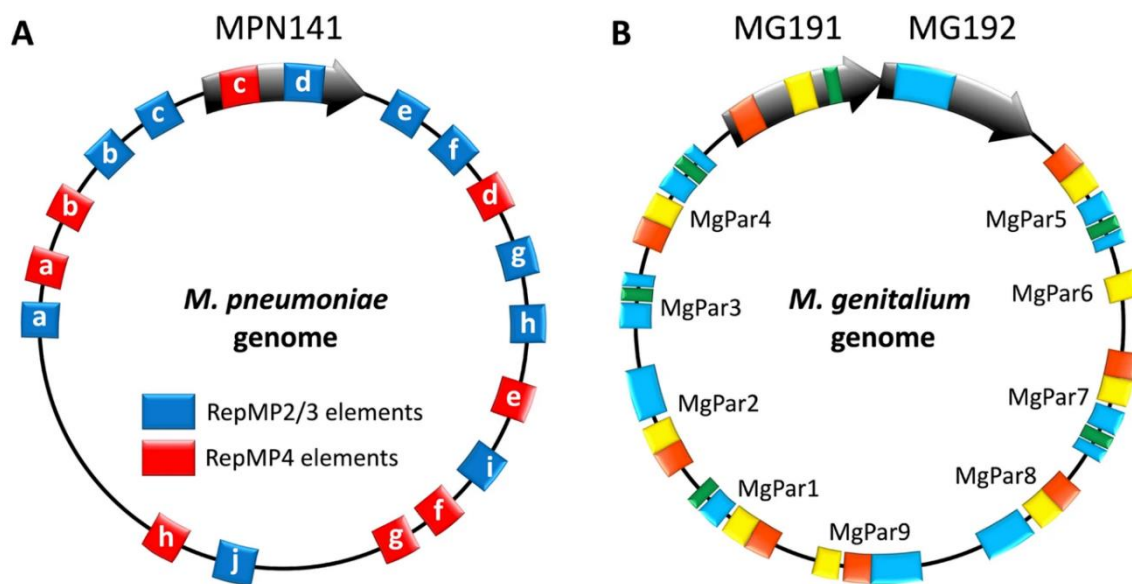 A
MPN141
c
d
e
f
d
g
h
e
i
f
g
j
h
a
a
b
b
c
M. pneumoniae
genome
RepMP2/3 elements
RepMP4 elements
B
MG191
MG192
MgPar4
MgPar5
MgPar3
MgPar6
M. genitalium
genome
MgPar2
MgPar7
MgPar1
MgPar8
MgPar9